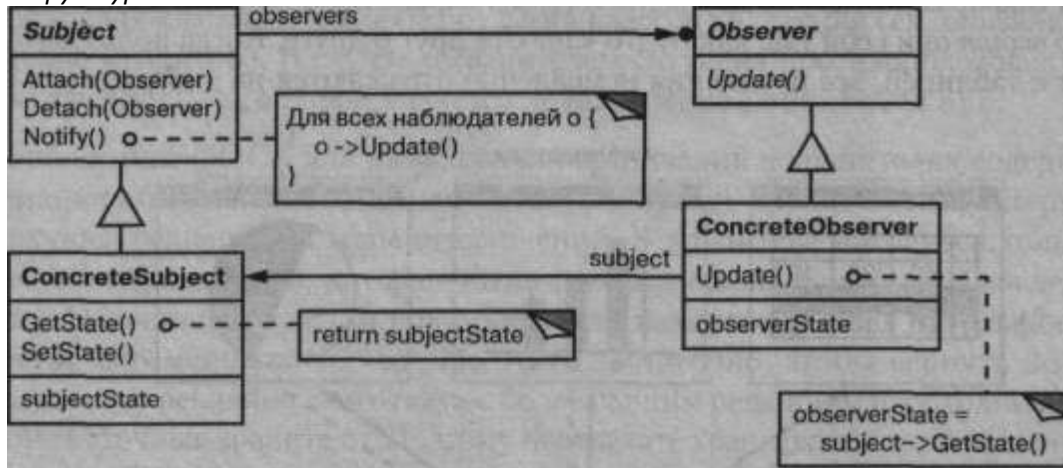 Subject
Attach(Observer)
Detach(Observer)
Notify()
observers
Observer
Update()
Для всех наблюдателей о {
о ->Update()
}
ConcreteSubject
GetState()
SetState()
subjectState
return subjectState
subject
ConcreteObserver
Update()
observerState
observerState =
subject->GetState()